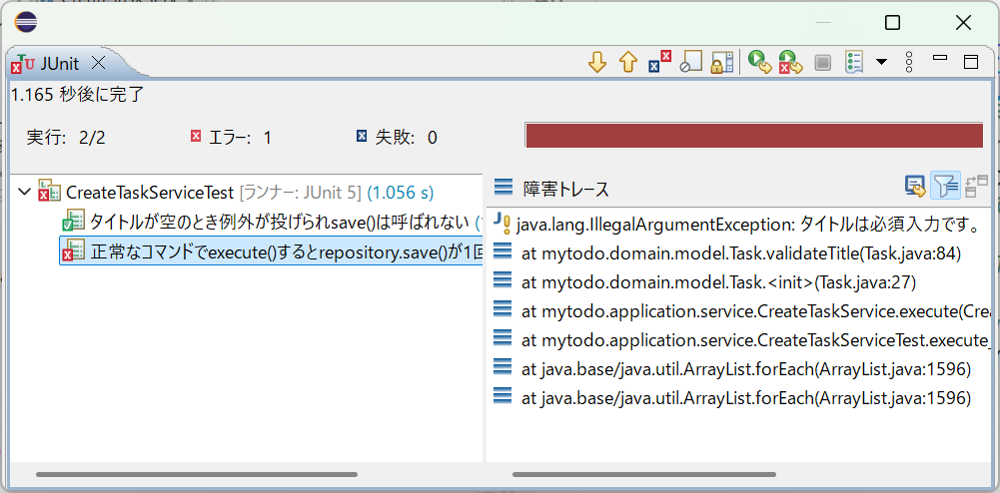 JUnit
1.165 秒後に完了
実行: 2/2 エラー: 1 失敗: 0
CreateTaskServiceTest [ランナー: JUnit 5] (1.056 s)
タイトルが空のとき例外が投げられsave()は呼ばれない (
正常なコマンドでexecute()するとrepository.save()が1回
障害トレース
java.lang.IllegalArgumentException: タイトルは必須入力です。
at mytodo.domain.model.Task.validateTitle(Task.java:84)
at mytodo.domain.model.Task.<init>(Task.java:27)
at mytodo.application.service.CreateTaskService.execute(Cre
at mytodo.application.service.CreateTaskServiceTest.execute_
at java.base/java.util.ArrayList.forEach(ArrayList.java:1596)
at java.base/java.util.ArrayList.forEach(ArrayList.java:1596)